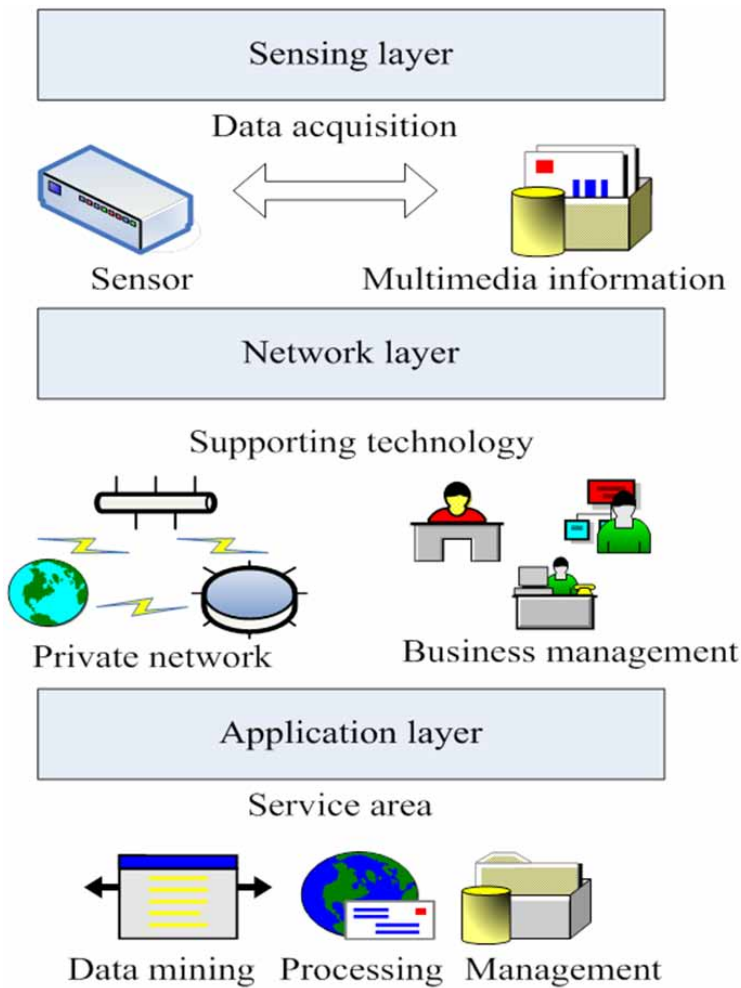 Sensing layer
Data acquisition
Sensor
Multimedia information
Network layer
Supporting technology
Private network
Business management
Application layer
Service area
Data mining
Processing
Management